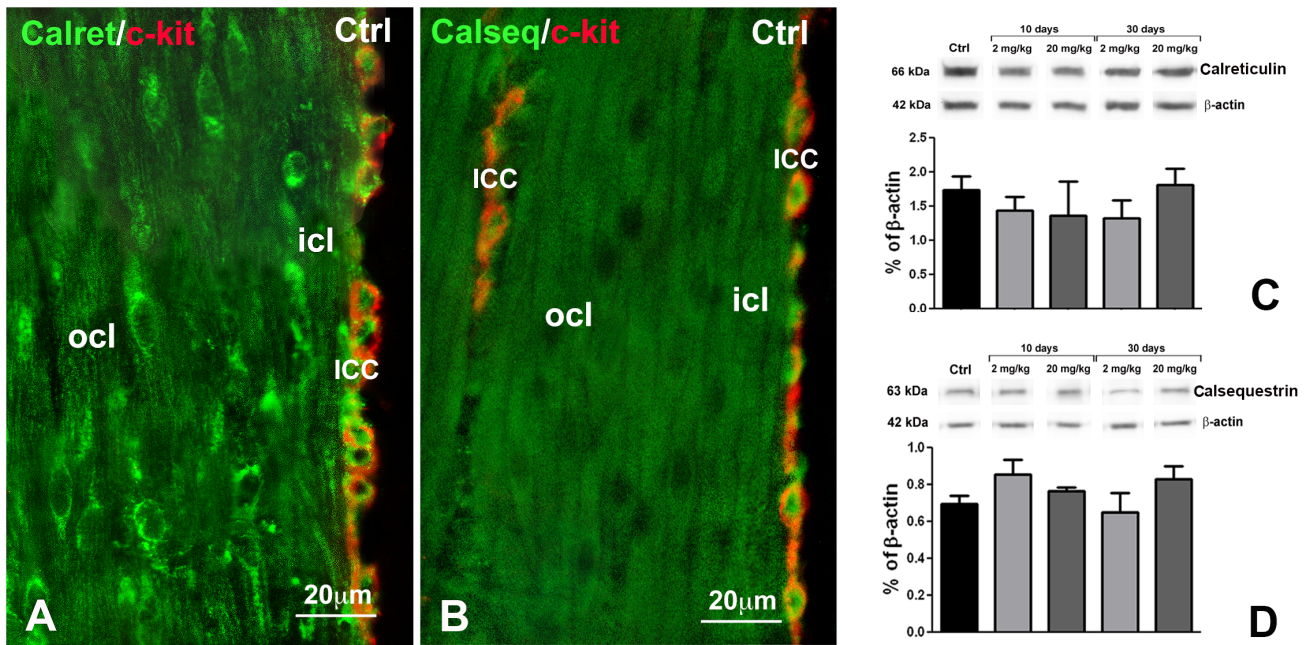 Calret/c-kit Ctrl
icl
ocl
ICC
20μm
A
Calseq/c-kit Ctrl
ICC
ICC
icl
ocl
20μm
B
10 days 30 days
Ctrl 2 mg/kg 20 mg/kg 2 mg/kg 20 mg/kg
66 kDa Calreticulin
42 kDa β-actin
% of β-actin
2.5
2.0
1.5
1.0
0.5
0.0
C
10 days 30 days
Ctrl 2 mg/kg 20 mg/kg 2 mg/kg 20 mg/kg
63 kDa Calsequestrin
42 kDa β-actin
% of β-actin
1.0
0.8
0.6
0.4
0.2
0.0
D